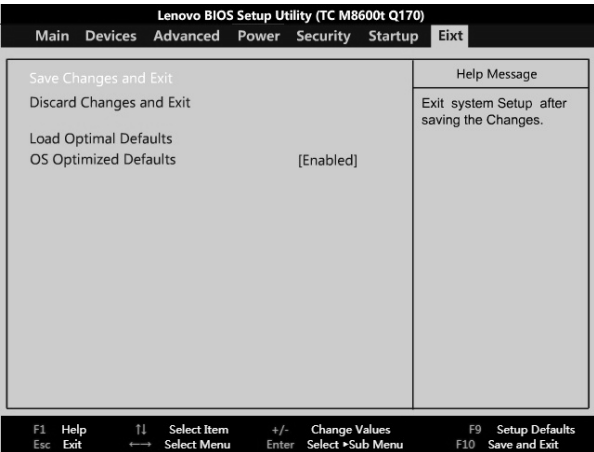 Lenovo BIOS Setup Utility (TC M8600t Q170)
Main Devices Advanced Power Security Startup Eixt
Save Changes and Exit
Discard Changes and Exit
Load Optimal Defaults
OS Optimized Defaults [Enabled]
Help Message
Exit system Setup after
saving the Changes.
F1 Help ↑↓ Select Item +/- Change Values F9 Setup Defaults
Esc Exit ←→ Select Menu Enter Select ▸Sub Menu F10 Save and Exit